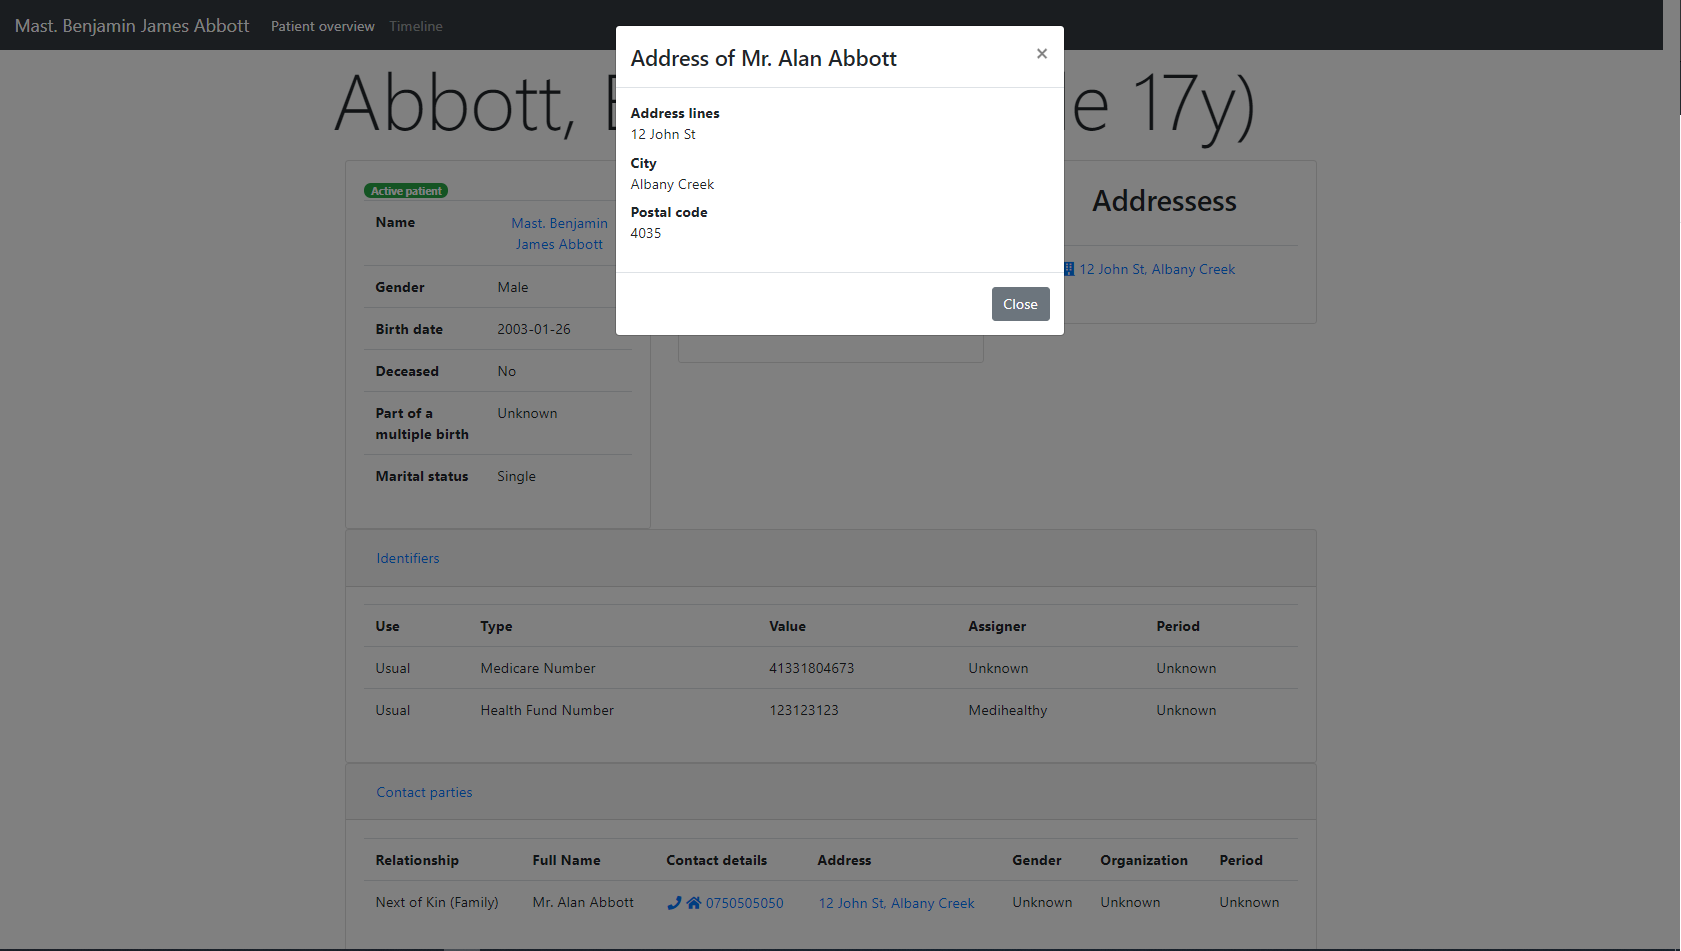 Mast. Benjamin James Abbott Patient overview Timeline
Address of Mr. Alan Abbott ×
Address lines
12 John St
City
Albany Creek
Postal code
4035
Close
Abbott, e 17y)
Active patient
Name Mast. Benjamin
James Abbott
Gender Male
Birth date 2003-01-26
Deceased No
Part of a Unknown
multiple birth
Marital status Single
Addressess
12 John St, Albany Creek
Identifiers
Use Type Value Assigner Period
Usual Medicare Number 41331804673 Unknown Unknown
Usual Health Fund Number 123123123 Medihealthy Unknown
Contact parties
Relationship Full Name Contact details Address Gender Organization Period
Next of Kin (Family) Mr. Alan Abbott 0750505050 12 John St, Albany Creek Unknown Unknown Unknown